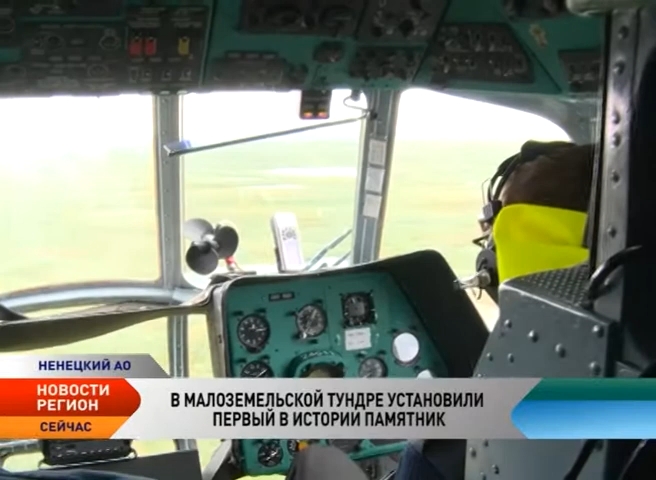 НЕНЕЦКИЙ АО
НОВОСТИ
РЕГИОН
СЕЙЧАС
В МАЛОЗЕМЕЛЬСКОЙ ТУНДРЕ УСТАНОВИЛИ
ПЕРВЫЙ В ИСТОРИИ ПАМЯТНИК